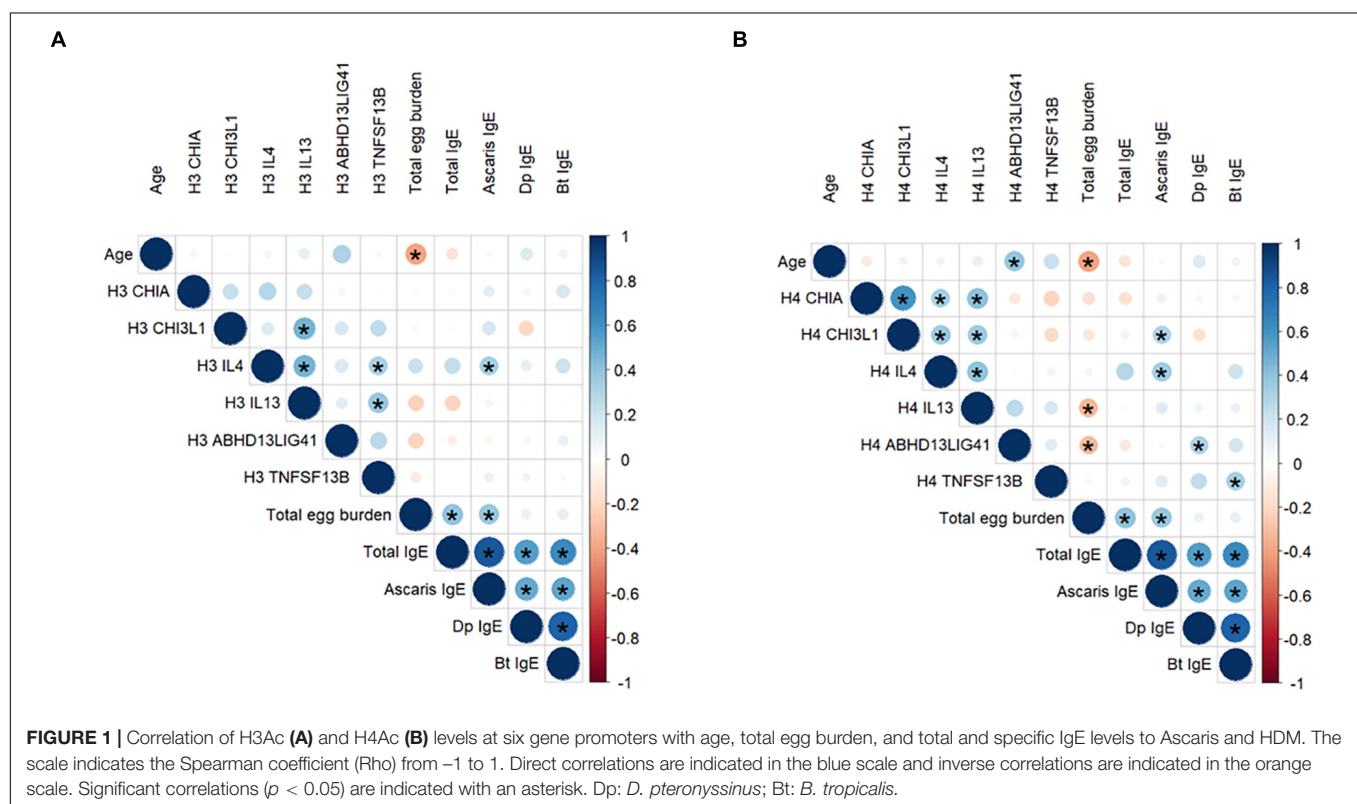 A
B
Age
H3 CHIA
H3 CHI3L1
H3 IL4
H3 IL13
H3 ABHD13LIG41
H3 TNFSF13B
Total egg burden
Total IgE
Ascaris IgE
Dp IgE
Bt IgE
Age
H3 CHIA
H3 CHI3L1
H3 IL4
H3 IL13
H3 ABHD13LIG41
H3 TNFSF13B
Total egg burden
Total IgE
Ascaris IgE
Dp IgE
Bt IgE
1
0.8
0.6
0.4
0.2
0
-0.2
-0.4
-0.6
-0.8
-1
Age
H4 CHIA
H4 CHI3L1
H4 IL4
H4 IL13
H4 ABHD13LIG41
H4 TNFSF13B
Total egg burden
Total IgE
Ascaris IgE
Dp IgE
Bt IgE
Age
H4 CHIA
H4 CHI3L1
H4 IL4
H4 IL13
H4 ABHD13LIG41
H4 TNFSF13B
Total egg burden
Total IgE
Ascaris IgE
Dp IgE
Bt IgE
1
0.8
0.6
0.4
0.2
0
-0.2
-0.4
-0.6
-0.8
-1
FIGURE 1 | Correlation of H3Ac (A) and H4Ac (B) levels at six gene promoters with age, total egg burden, and total and specific IgE levels to Ascaris and HDM. The
scale indicates the Spearman coefficient (Rho) from –1 to 1. Direct correlations are indicated in the blue scale and inverse correlations are indicated in the orange
scale. Significant correlations (p < 0.05) are indicated with an asterisk. Dp: D. pteronyssinus; Bt: B. tropicalis.